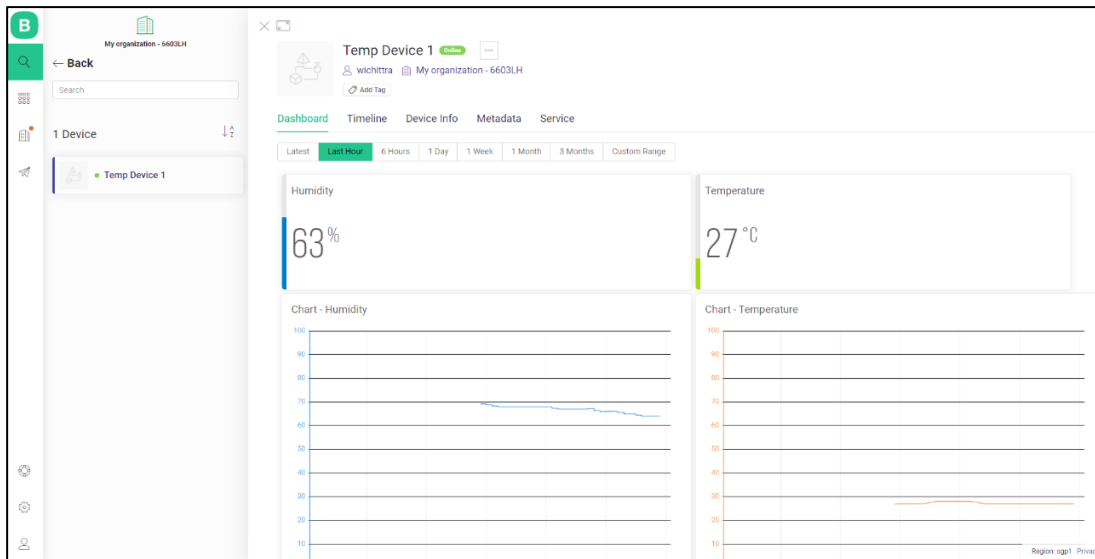 B
My organization - 6603LH
← Back
Search
1 Device
Temp Device 1
Temp Device 1 Online ...
wichittra My organization - 6603LH
Add Tag
Dashboard Timeline Device Info Metadata Service
Latest Last Hour 6 Hours 1 Day 1 Week 1 Month 3 Months Custom Range
Humidity
63%
Temperature
27°C
Chart - Humidity
100
90
80
70
60
50
40
30
20
10
Chart - Temperature
100
90
80
70
60
50
40
30
20
10
Region: sgp1 Privac